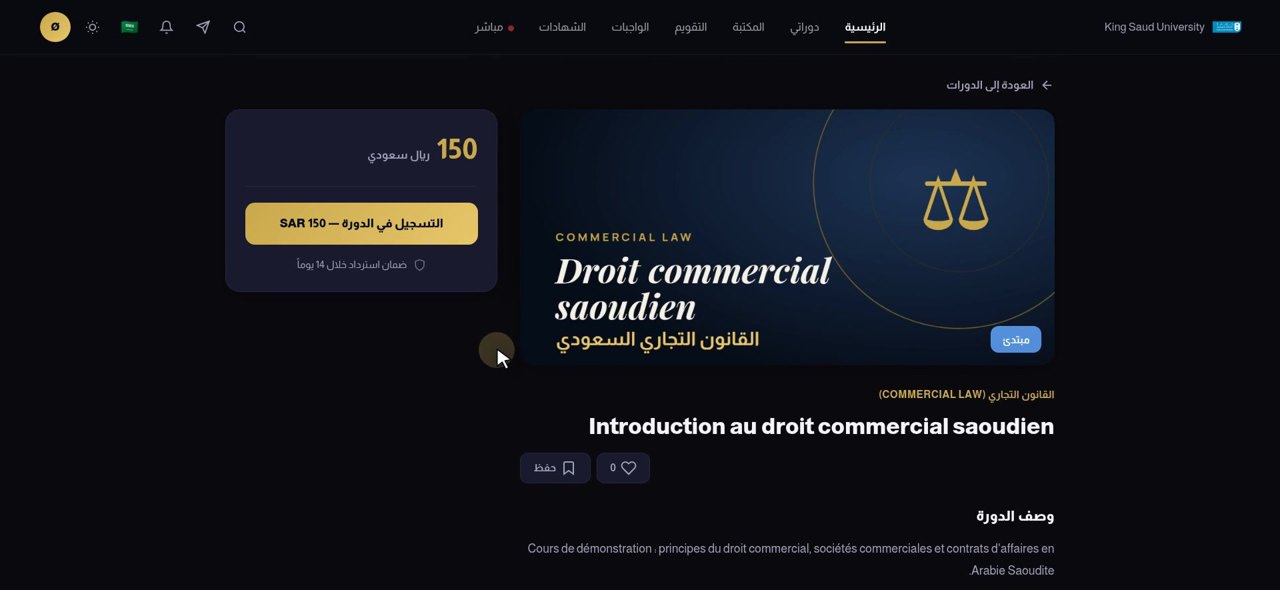 King Saud University
الرئيسية
دوراتي
المكتبة
التقويم
الواجبات
الشهادات
مباشر
العودة إلى الدورات
COMMERCIAL LAW
Droit commercial
saoudien
القانون التجاري السعودي
مبتدئ
150 ريال سعودي
التسجيل في الدورة — 150 SAR
ضمان استرداد خلال 14 يوماً
القانون التجاري (COMMERCIAL LAW)
Introduction au droit commercial saoudien
0
حفظ
وصف الدورة
Cours de démonstration : principes du droit commercial, sociétés commerciales et contrats d'affaires en
Arabie Saoudite.